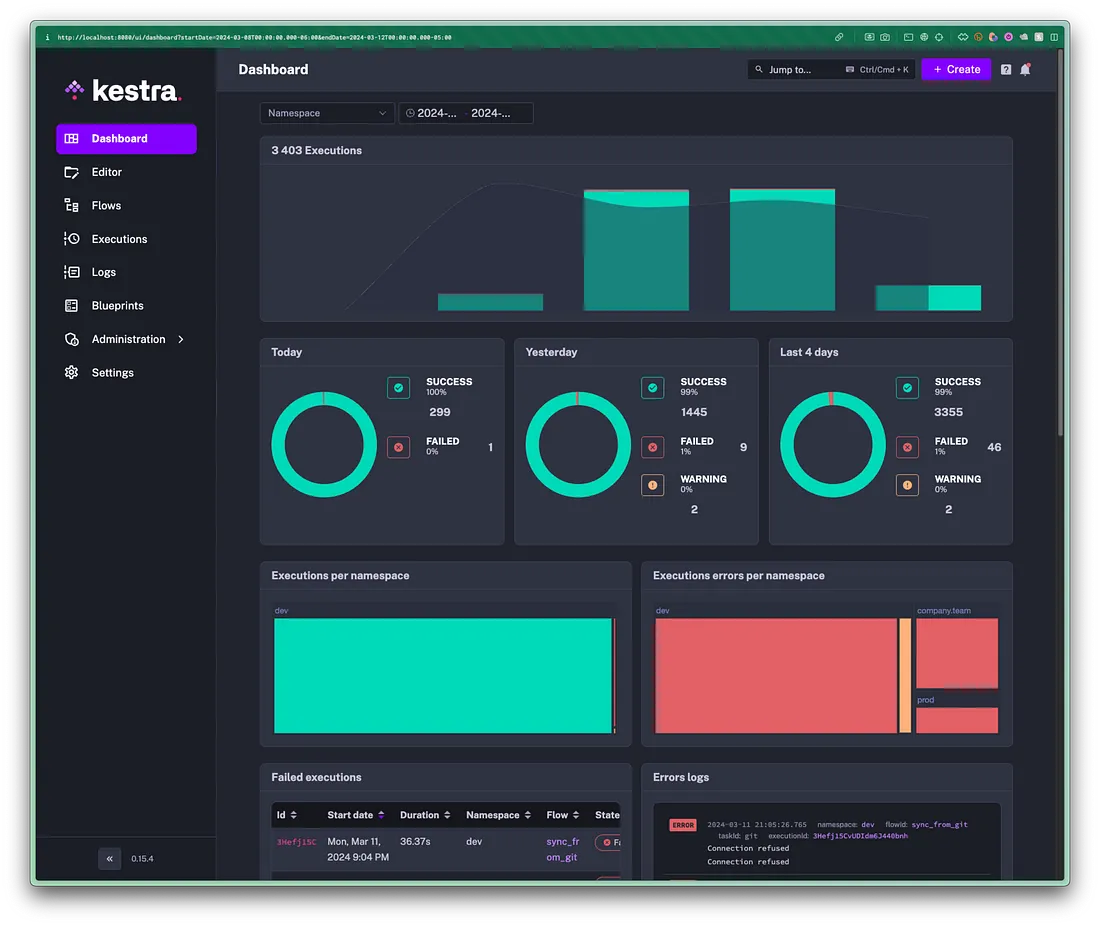 http://localhost:8080/ui/dashboard?startDate=2024-03-08T00:00:00.000-06:00&endDate=2024-03-12T00:00:00.000-05:00
kestra.
Dashboard
Editor
Flows
Executions
Logs
Blueprints
Administration
Settings
« 0.15.4
Dashboard
Jump to... Ctrl/Cmd + K
+ Create
Namespace
2024-... - 2024-...
3 403 Executions
Today
SUCCESS
100%
299
FAILED
0%
1
Yesterday
SUCCESS
99%
1445
FAILED
1%
9
WARNING
0%
2
Last 4 days
SUCCESS
99%
3355
FAILED
1%
46
WARNING
0%
2
Executions per namespace
dev
Executions errors per namespace
dev
company.team
prod
Failed executions
Id Start date Duration Namespace Flow State
3Hefj15C Mon, Mar 11, 36.37s dev sync_fr Fa
2024 9:04 PM om_git
Errors logs
ERROR 2024-03-11 21:05:26.765 namespace: dev flowId: sync_from_git
taskId: git executionId: 3Hefj15CvUDIdm6J440bnh
Connection refused
Connection refused